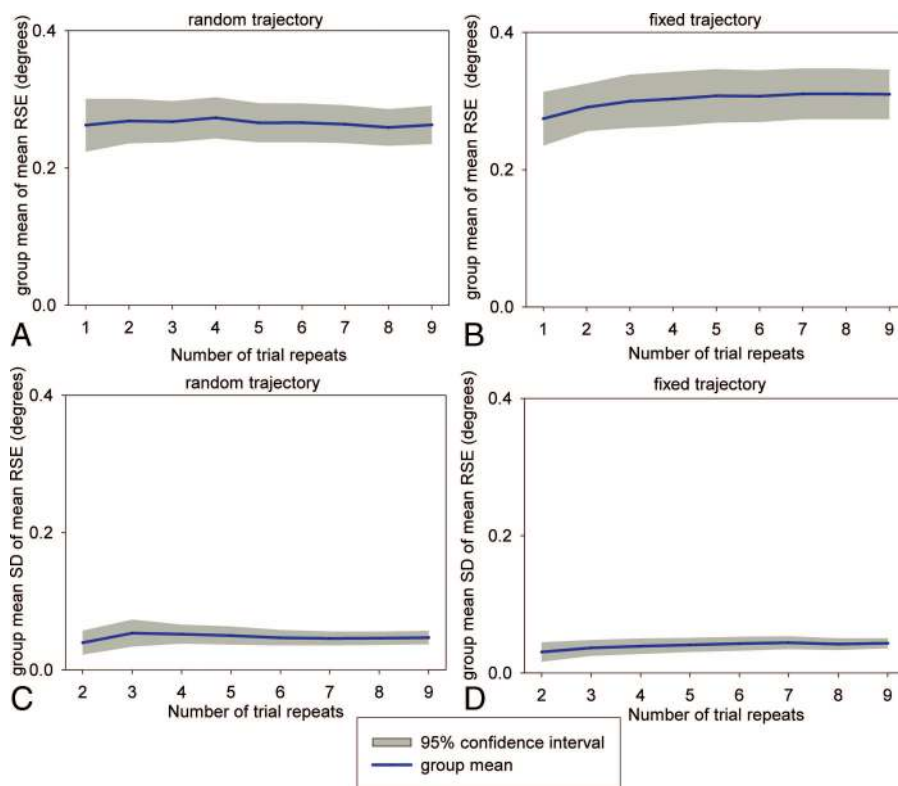 random trajectory
0.4
0.2
0.0
group mean of mean RSE (degrees)
1 2 3 4 5 6 7 8 9
A
Number of trial repeats
fixed trajectory
0.4
0.2
0.0
group mean of mean RSE (degrees)
1 2 3 4 5 6 7 8 9
B
Number of trial repeats
random trajectory
0.4
0.2
0.0
group mean SD of mean RSE (degrees)
2 3 4 5 6 7 8 9
C
Number of trial repeats
fixed trajectory
0.4
0.2
0.0
group mean SD of mean RSE (degrees)
2 3 4 5 6 7 8 9
D
Number of trial repeats
95% confidence interval
group mean